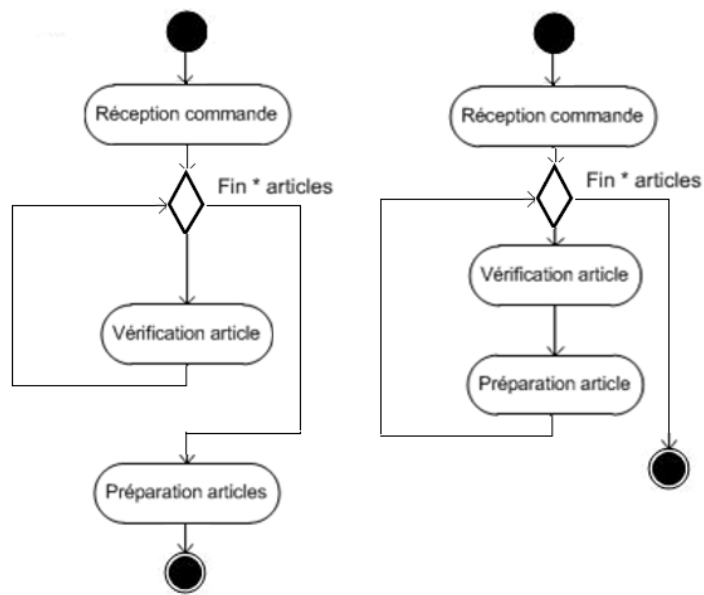 Réception commande
Fin * articles
Vérification article
Préparation articles
Réception commande
Fin * articles
Vérification article
Préparation article